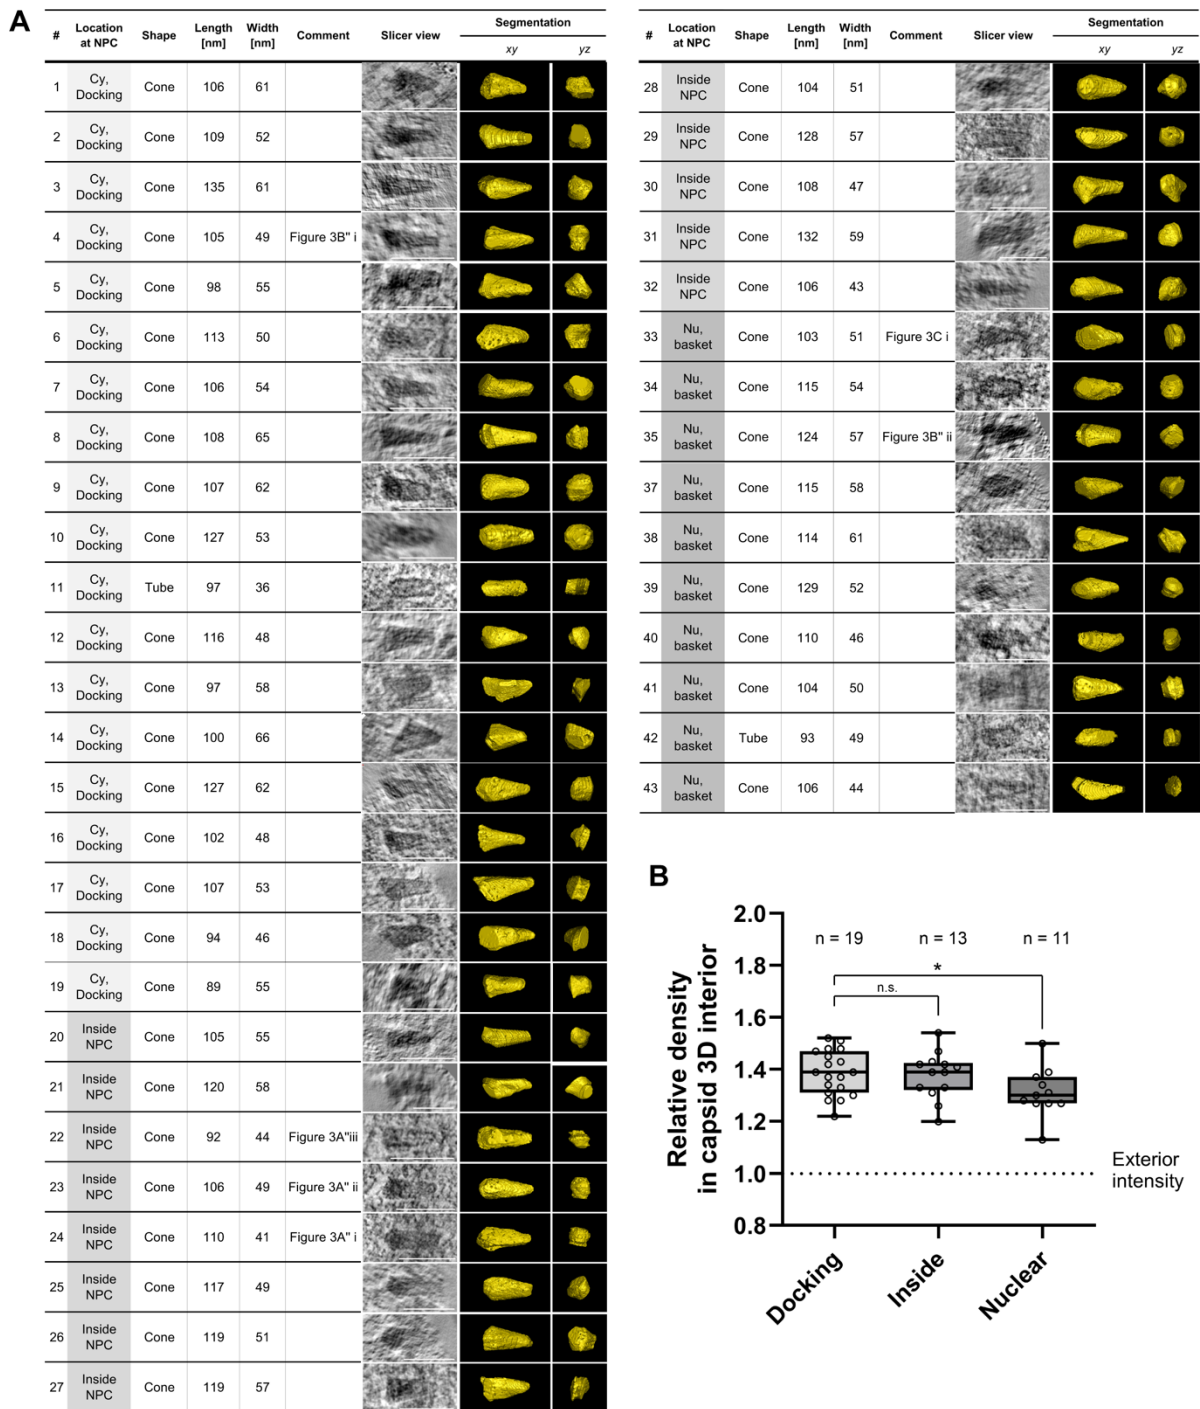 A
# Location at NPC Shape Length [nm] Width [nm] Comment Slicer view Segmentation xy yz
1 Cy, Docking Cone 106 61
2 Cy, Docking Cone 109 52
3 Cy, Docking Cone 135 61
4 Cy, Docking Cone 105 49 Figure 3B" i
5 Cy, Docking Cone 98 55
6 Cy, Docking Cone 113 50
7 Cy, Docking Cone 106 54
8 Cy, Docking Cone 108 65
9 Cy, Docking Cone 107 62
10 Cy, Docking Cone 127 53
11 Cy, Docking Tube 97 36
12 Cy, Docking Cone 116 48
13 Cy, Docking Cone 97 58
14 Cy, Docking Cone 100 66
15 Cy, Docking Cone 127 62
16 Cy, Docking Cone 102 48
17 Cy, Docking Cone 107 53
18 Cy, Docking Cone 94 46
19 Cy, Docking Cone 89 55
20 Inside NPC Cone 105 55
21 Inside NPC Cone 120 58
22 Inside NPC Cone 92 44 Figure 3A"iii
23 Inside NPC Cone 106 49 Figure 3A" ii
24 Inside NPC Cone 110 41 Figure 3A" i
25 Inside NPC Cone 117 49
26 Inside NPC Cone 119 51
27 Inside NPC Cone 119 57
# Location at NPC Shape Length [nm] Width [nm] Comment Slicer view Segmentation xy yz
28 Inside NPC Cone 104 51
29 Inside NPC Cone 128 57
30 Inside NPC Cone 108 47
31 Inside NPC Cone 132 59
32 Inside NPC Cone 106 43
33 Nu, basket Cone 103 51 Figure 3C i
34 Nu, basket Cone 115 54
35 Nu, basket Cone 124 57 Figure 3B" ii
37 Nu, basket Cone 115 58
38 Nu, basket Cone 114 61
39 Nu, basket Cone 129 52
40 Nu, basket Cone 110 46
41 Nu, basket Cone 104 50
42 Nu, basket Tube 93 49
43 Nu, basket Cone 106 44
B
Relative density
in capsid 3D interior
2.0
1.8
1.6
1.4
1.2
1.0
0.8
n = 19 n = 13 n = 11
*
n.s.
Exterior
intensity
Docking Inside Nuclear